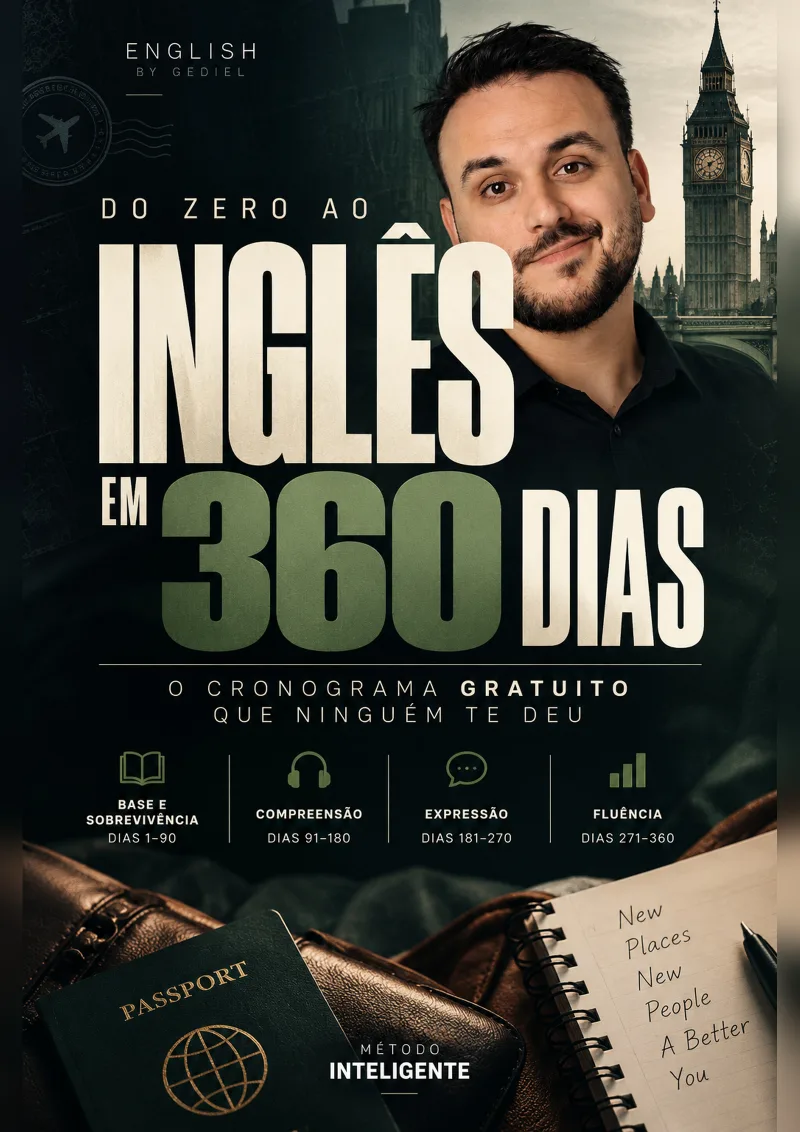 ENGLISH
BY GEDIEL
DO ZERO AO
INGLÊS
EM 360 DIAS
O CRONOGRAMA GRATUITO
QUE NINGUÉM TE DEU
BASE E
SOBREVIVÊNCIA
DIAS 1–90
COMPREENSÃO
DIAS 91–180
EXPRESSÃO
DIAS 181–270
FLUÊNCIA
DIAS 271–360
New
Places
New
People
A Better
You
PASSPORT
MÉTODO
INTELIGENTE